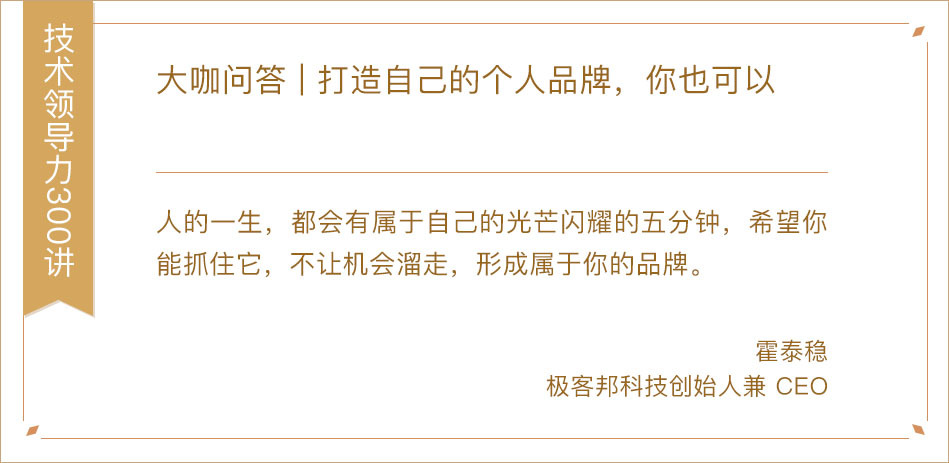 技术领导力300讲
大咖问答 | 打造自己的个人品牌，你也可以
人的一生，都会有属于自己的光芒闪耀的五分钟，希望你
能抓住它，不让机会溜走，形成属于你的品牌。
霍泰稳
极客邦科技创始人兼 CEO